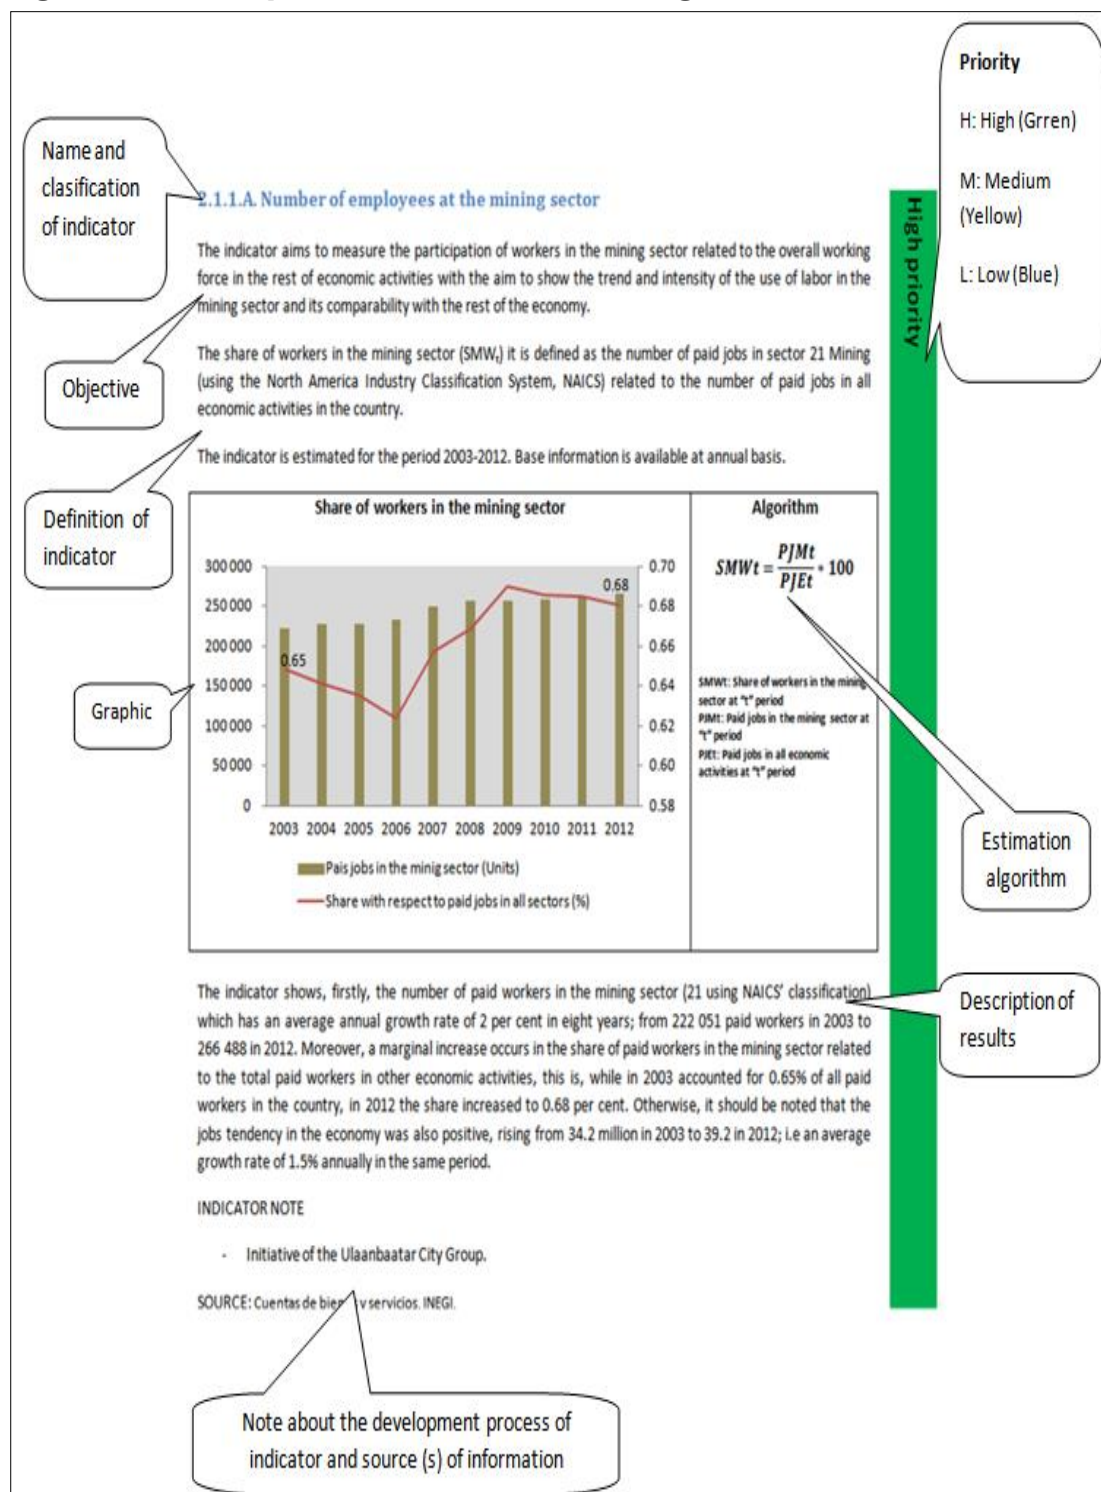 Priority
H: High (Grren)
M: Medium
(Yellow)
L: Low (Blue)
Name and
clasification
of indicator
2.1.1.A. Number of employees at the mining sector
High priority
The indicator aims to measure the participation of workers in the mining sector related to the overall working
force in the rest of economic activities with the aim to show the trend and intensity of the use of labor in the
mining sector and its comparability with the rest of the economy.
Objective
The share of workers in the mining sector (SMWt) it is defined as the number of paid jobs in sector 21 Mining
(using the North America Industry Classification System, NAICS) related to the number of paid jobs in all
economic activities in the country.
The indicator is estimated for the period 2003-2012. Base information is available at annual basis.
Definition of
indicator
Share of workers in the mining sector
300 000
250 000
200 000
150 000
100 000
50 000
0
0.65
0.68
0.70
0.68
0.66
0.64
0.62
0.60
0.58
2003 2004 2005 2006 2007 2008 2009 2010 2011 2012
Pais jobs in the minig sector (Units)
Share with respect to paid jobs in all sectors (%)
Graphic
Algorithm
SMWt = PJMt / PJEt * 100
SMWt: Share of workers in the mining
sector at "t" period
PJMt: Paid jobs in the mining sector at
"t" period
PJEt: Paid jobs in all economic
activities at "t" period
Estimation
algorithm
The indicator shows, firstly, the number of paid workers in the mining sector (21 using NAICS' classification)
which has an average annual growth rate of 2 per cent in eight years; from 222 051 paid workers in 2003 to
266 488 in 2012. Moreover, a marginal increase occurs in the share of paid workers in the mining sector related
to the total paid workers in other economic activities, this is, while in 2003 accounted for 0.65% of all paid
workers in the country, in 2012 the share increased to 0.68 per cent. Otherwise, it should be noted that the
jobs tendency in the economy was also positive, rising from 34.2 million in 2003 to 39.2 in 2012; i.e an average
growth rate of 1.5% annually in the same period.
Description of
results
INDICATOR NOTE
- Initiative of the Ulaanbaatar City Group.
SOURCE: Cuentas de y servicios. INEGI.
Note about the development process of
indicator and source (s) of information